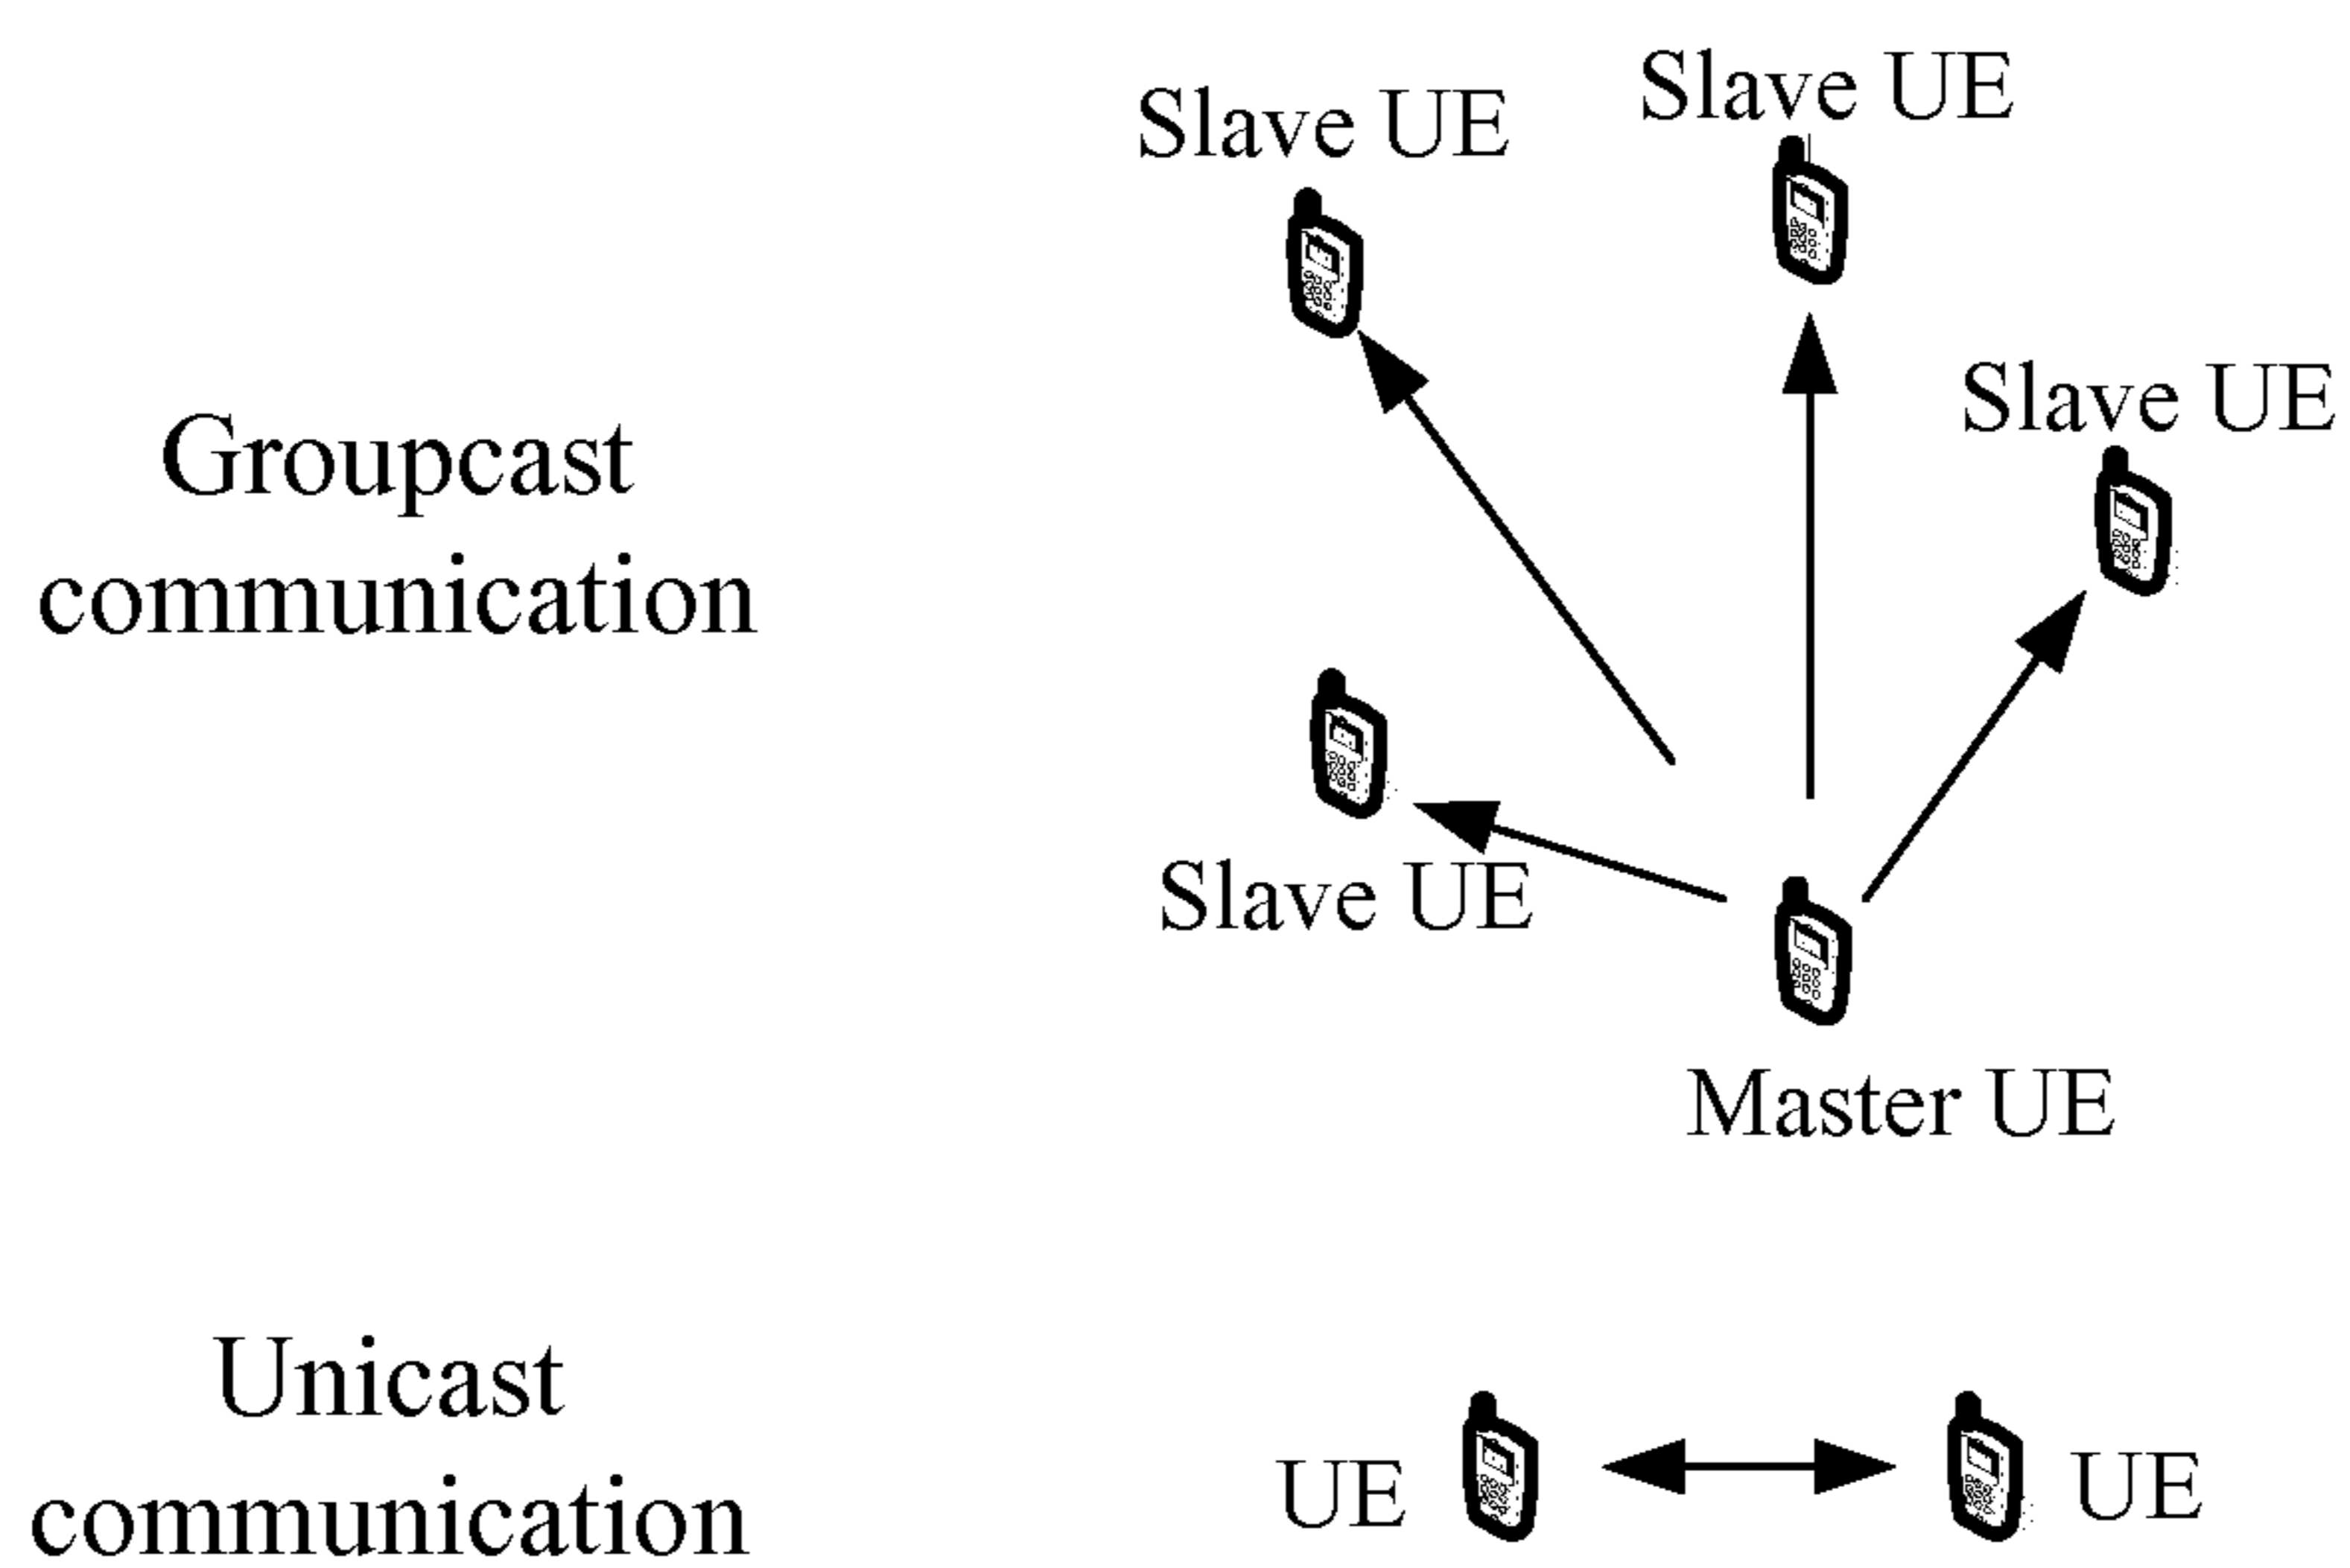 Slave UE
Slave UE
Slave UE
Groupcast
communication
Slave UE
Master UE
Unicast
communication
UE
UE